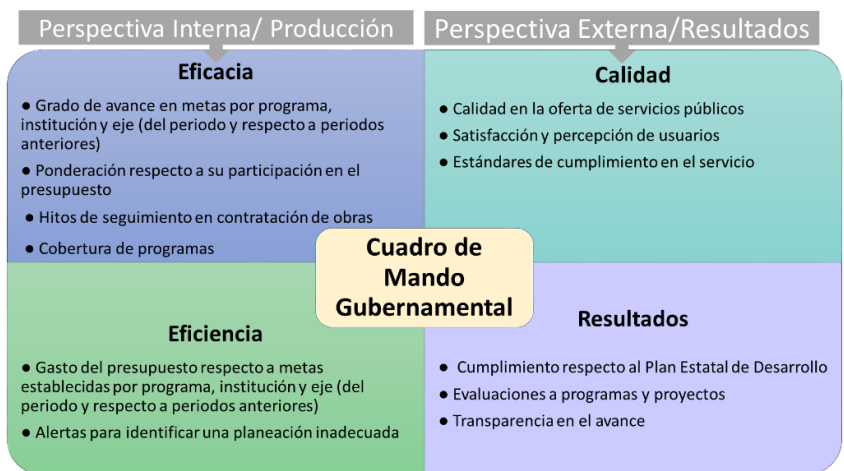 Perspectiva Interna/ Producción
Perspectiva Externa/Resultados
Eficacia
● Grado de avance en metas por programa,
institución y eje (del periodo y respecto a periodos
anteriores)
● Ponderación respecto a su participación en el
presupuesto
● Hitos de seguimiento en contratación de obras
● Cobertura de programas
Calidad
● Calidad en la oferta de servicios públicos
● Satisfacción y percepción de usuarios
● Estándares de cumplimiento en el servicio
Cuadro de
Mando
Gubernamental
Eficiencia
● Gasto del presupuesto respecto a metas
establecidas por programa, institución y eje (del
periodo y respecto a periodos anteriores)
● Alertas para identificar una planeación inadecuada
Resultados
● Cumplimiento respecto al Plan Estatal de Desarrollo
● Evaluaciones a programas y proyectos
● Transparencia en el avance